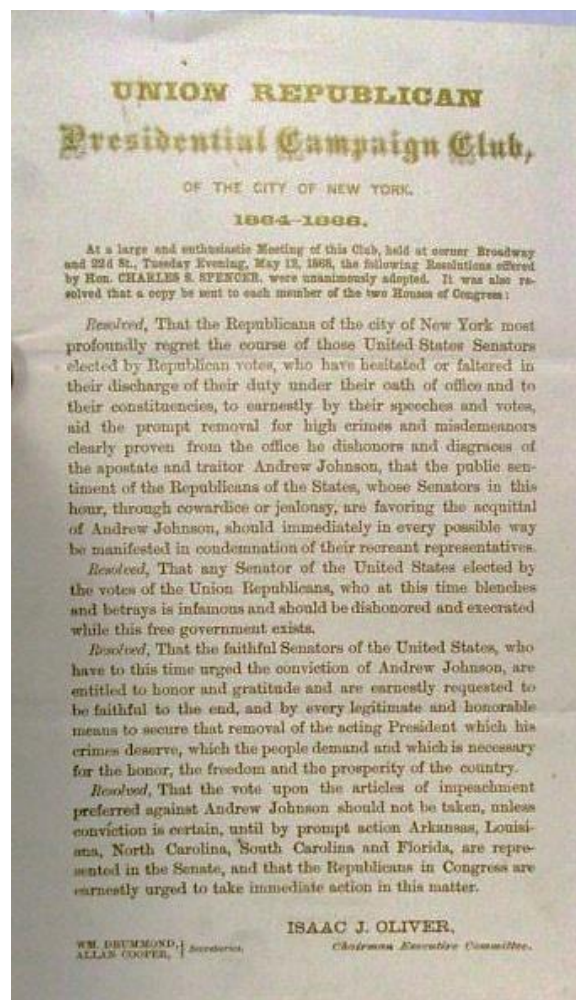 UNION REPUBLICAN
Presidential Campaign Club,
OF THE CITY OF NEW YORK.
1864-1868.
At a large and enthusiastic Meeting of this Club, held at corner Broadway
and 22d St., Tuesday Evening, May 12, 1868, the following Resolutions offered
by Hon. CHARLES S. SPENCER, were unanimously adopted. It was also re-
solved that a copy be sent to each member of the two Houses of Congress:
Resolved, That the Republicans of the city of New York most
profoundly regret the course of those United States Senators
elected by Republican votes, who have hesitated or faltered in
their discharge of their duty under their oath of office and to
their constituencies, to earnestly by their speeches and votes,
aid the prompt removal for high crimes and misdemeanors
clearly proven from the office he dishonors and disgraces of
the apostate and traitor Andrew Johnson, that the public sen-
timent of the Republicans of the States, whose Senators in this
hour, through cowardice or jealousy, are favoring the acquittal
of Andrew Johnson, should immediately in every possible way
be manifested in condemnation of their recreant representatives.
Resolved, That any Senator of the United States elected by
the votes of the Union Republicans, who at this time blenches
and betrays is infamous and should be dishonored and execrated
while this free government exists.
Resolved, That the faithful Senators of the United States, who
have to this time urged the conviction of Andrew Johnson, are
entitled to honor and gratitude and are earnestly requested to
be faithful to the end, and by every legitimate and honorable
means to secure that removal of the acting President which his
crimes deserve, which the people demand and which is necessary
for the honor, the freedom and the prosperity of the country.
Resolved, That the vote upon the articles of impeachment
preferred against Andrew Johnson should not be taken, unless
conviction is certain, until by prompt action Arkansas, Louisi-
ana, North Carolina, South Carolina and Florida, are repre-
sented in the Senate, and that the Republicans in Congress are
earnestly urged to take immediate action in this matter.
ISAAC J. OLIVER,
Chairman Executive Committee.
WM. DRUMMOND,
ALLAN COOPER, } Secretaries.